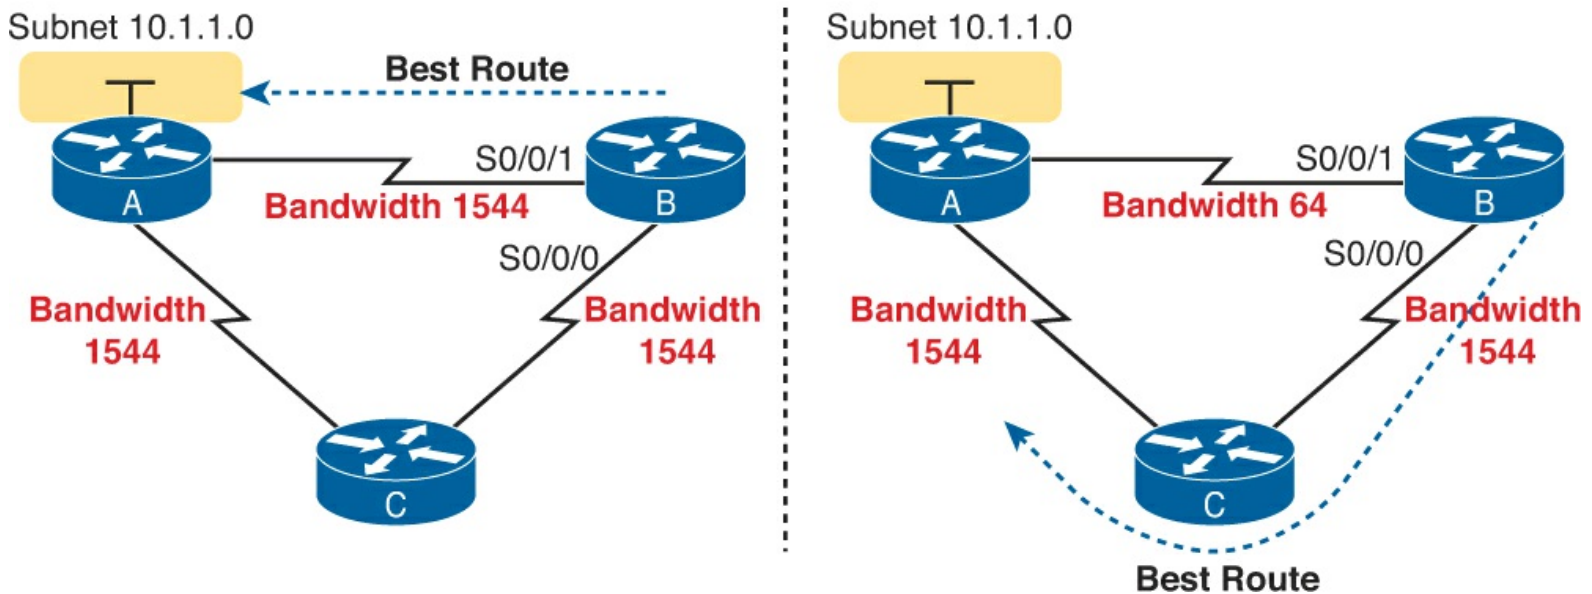 Subnet 10.1.1.0
Best Route
S0/0/1
A
Bandwidth 1544
B
S0/0/0
Bandwidth
1544
Bandwidth
1544
C
Subnet 10.1.1.0
S0/0/1
A
Bandwidth 64
B
S0/0/0
Bandwidth
1544
Bandwidth
1544
C
Best Route